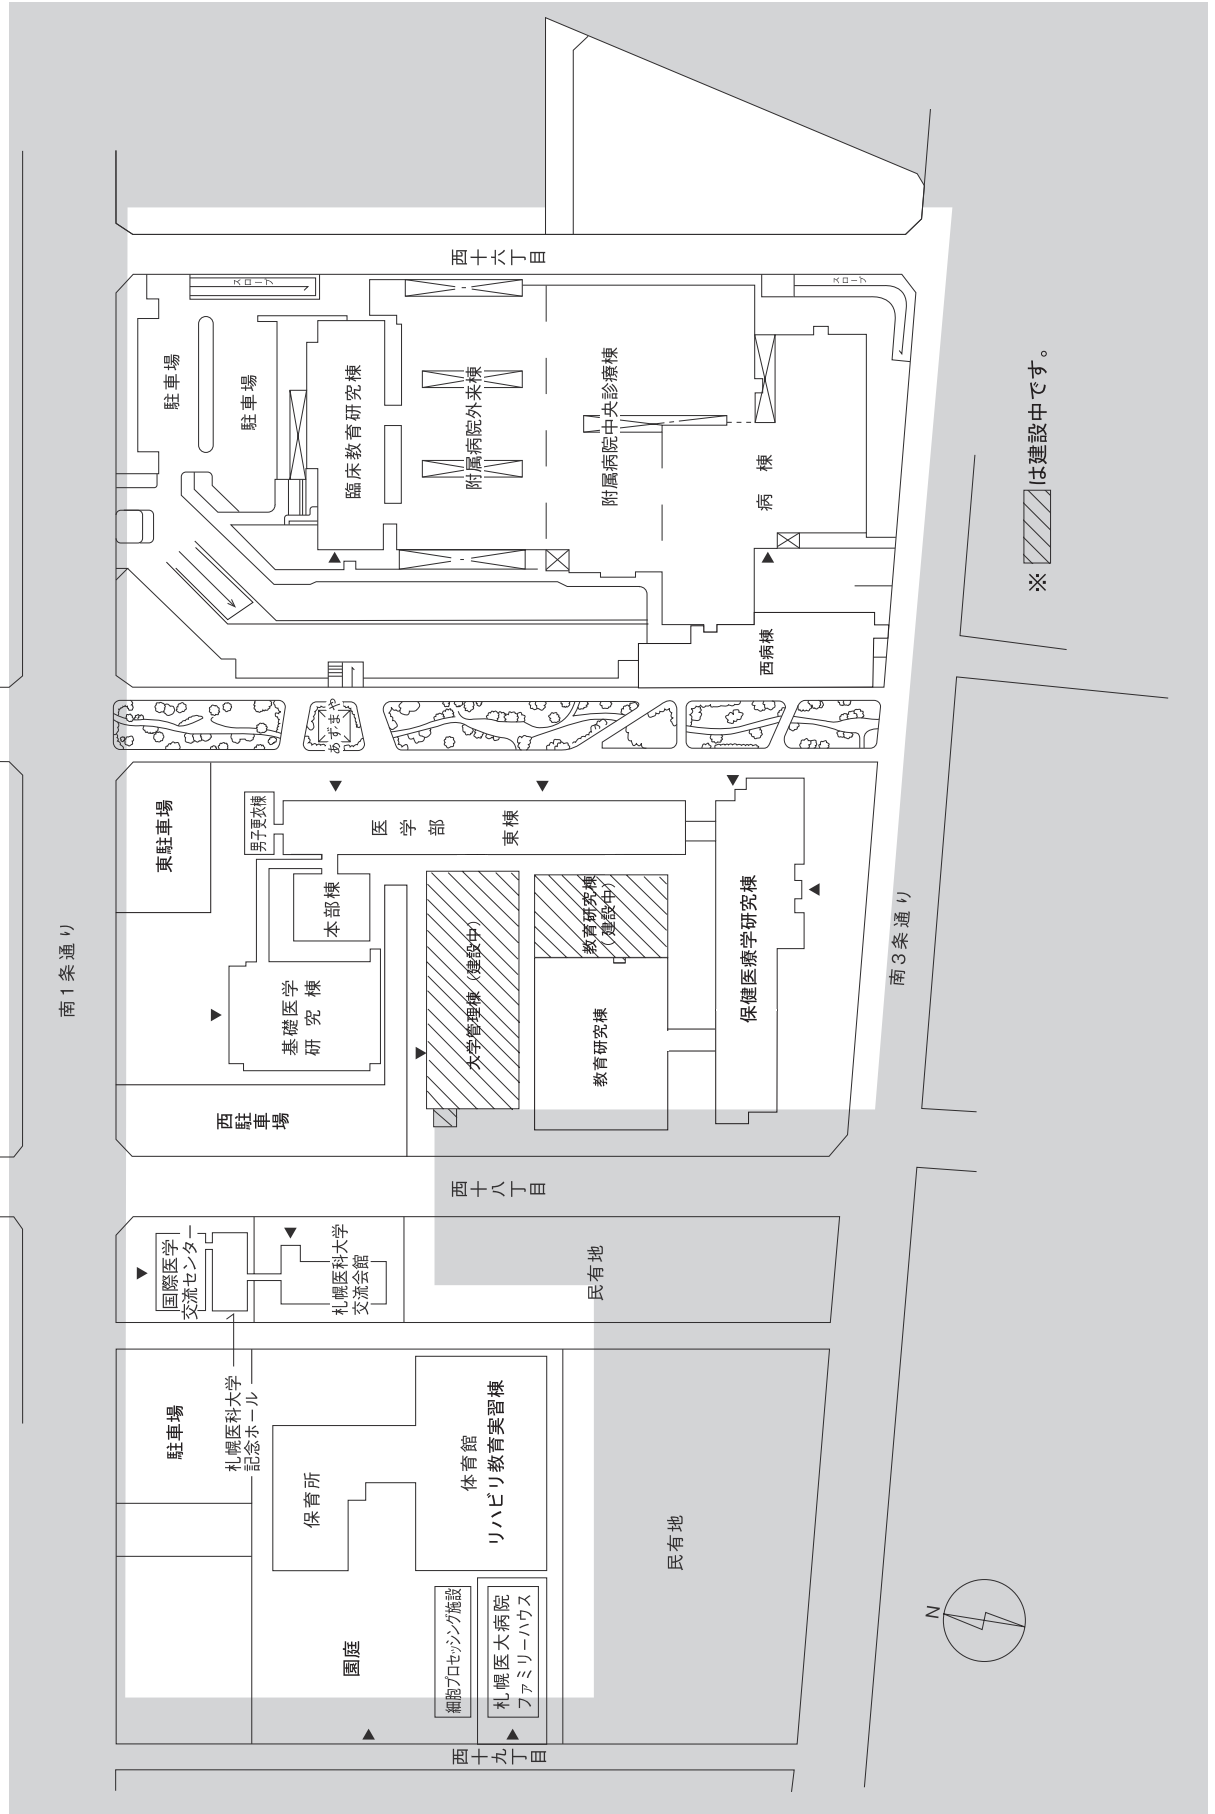 西十六丁目
スロープ
スロープ
駐車場
駐車場
臨床教育研究棟
附属病院外来棟
附属病院中央診療棟
病棟
西病棟
※
は建設中です。
あずまや
東駐車場
男子更衣棟
医学部
東棟
本部棟
基礎医学
研究棟
大学管理棟(建設中)
教育研究棟
(建設中)
教育研究棟
保健医療学研究棟
南1条通り
南3条通り
西
駐車場
西十八丁目
国際医学
交流センター
札幌医科大学
交流会館
民有地
駐車場
札幌医科大学
記念ホール
保育所
体育館
リハビリ教育実習棟
民有地
園庭
細胞プロセッシング施設
札幌医大病院
ファミリーハウス
西十九丁目
N